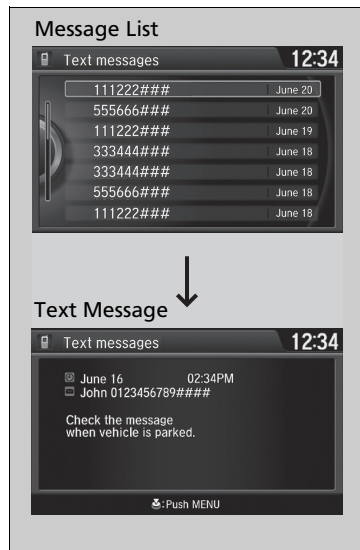 Message List
Text messages 12:34
111222### June 20
555666### June 20
111222### June 19
333444### June 18
333444### June 18
555666### June 18
111222### June 18
Text Message
Text messages 12:34
June 16 02:34PM
John 0123456789####
Check the message
when vehicle is parked.
:Push MENU